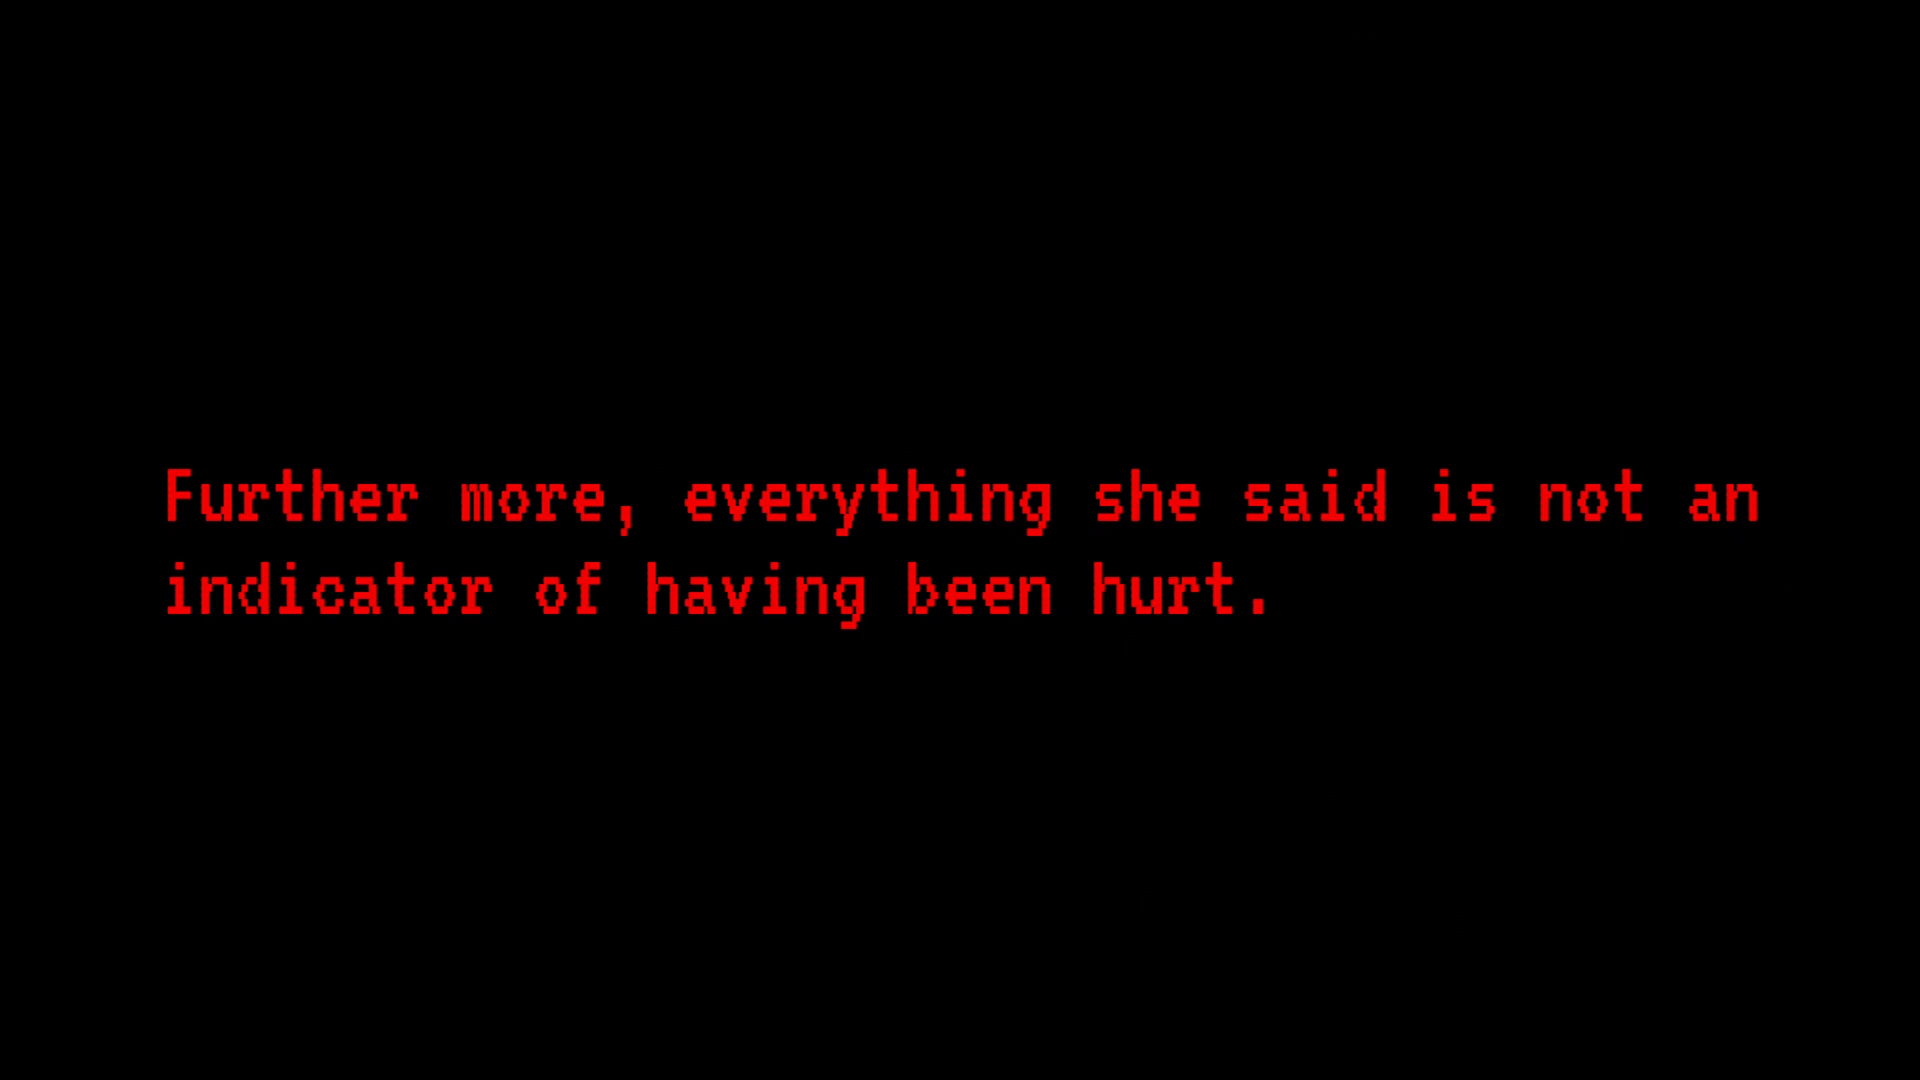 Further more, everything she said is not an
indicator of having been hurt.